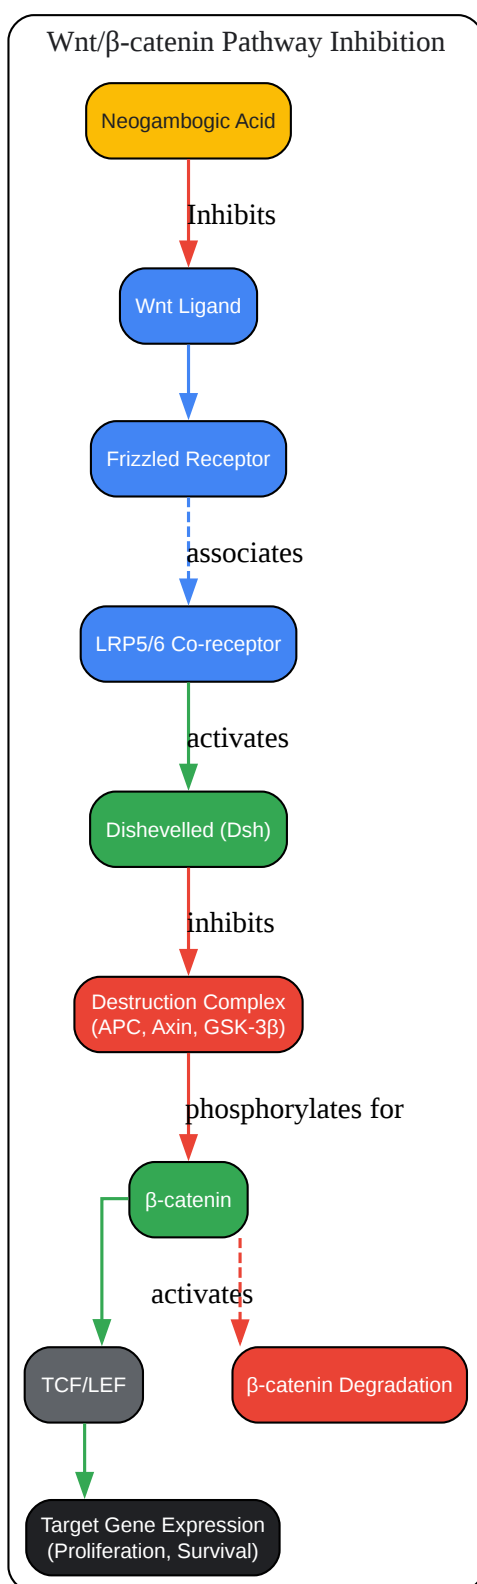 Wnt/β-catenin Pathway Inhibition
Neogambogic Acid
Inhibits
Wnt Ligand
Frizzled Receptor
associates
LRP5/6 Co-receptor
activates
Dishevelled (Dsh)
inhibits
Destruction Complex
(APC, Axin, GSK-3β)
phosphorylates for
β-catenin
activates
TCF/LEF
β-catenin Degradation
Target Gene Expression
(Proliferation, Survival)